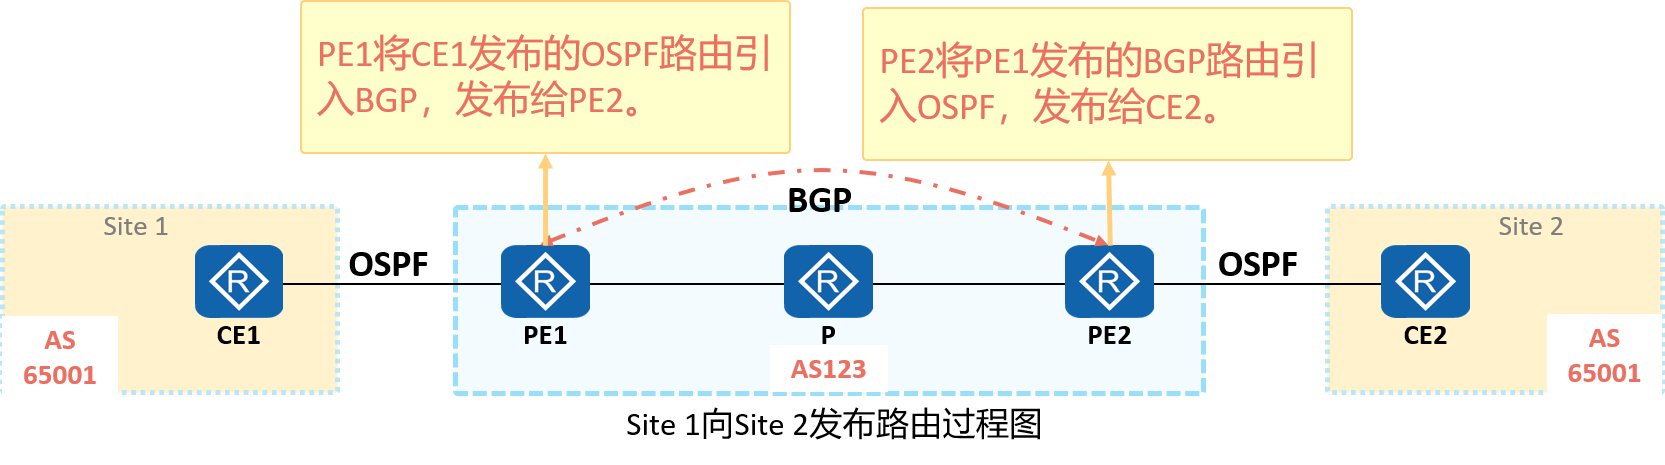 PE1将CE1发布的OSPF路由引
入BGP，发布给PE2。
PE2将PE1发布的BGP路由引
入OSPF，发布给CE2。
BGP
Site 1
Site 2
OSPF
OSPF
R
R
R
R
R
CE1
PE1
P
PE2
CE2
AS
65001
AS123
AS
65001
Site 1向Site 2发布路由过程图